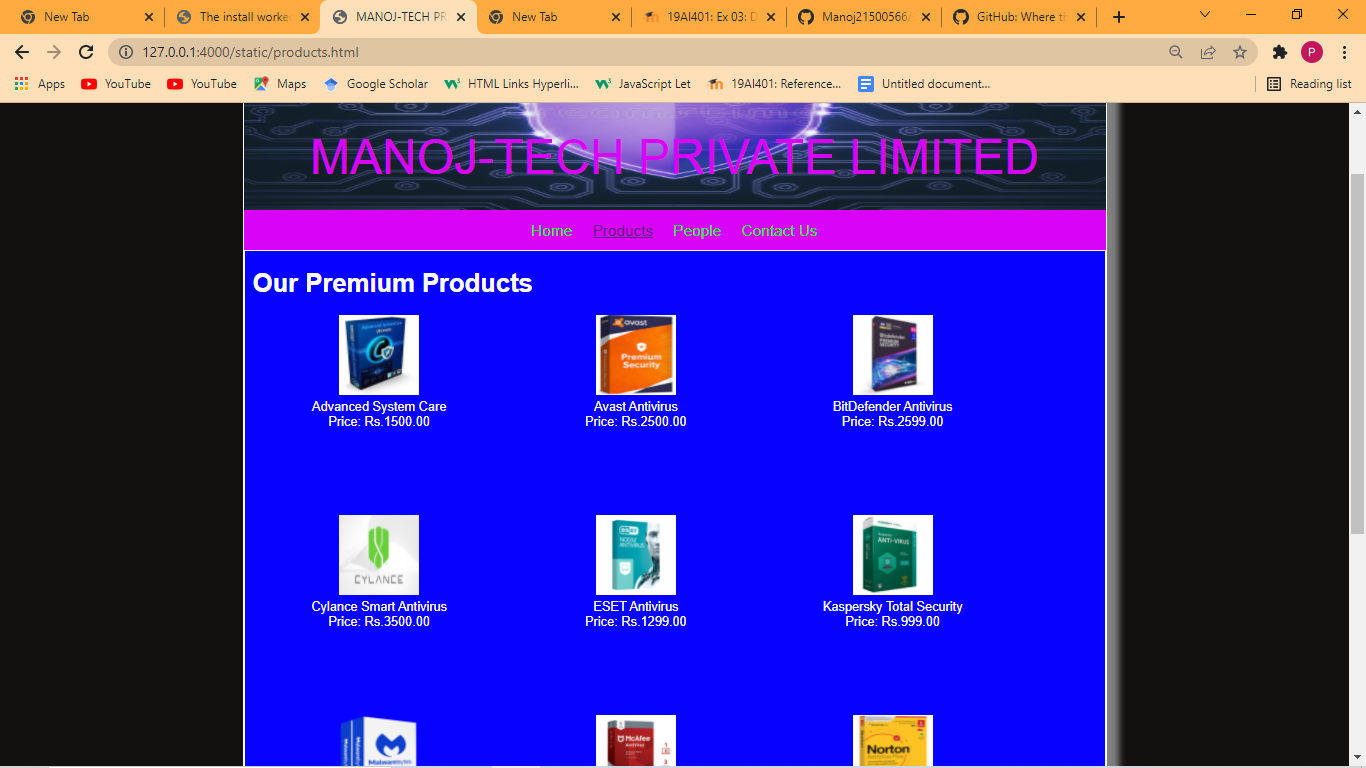 New Tab
The install worke
MANOJ-TECH PR
New Tab
19AI401: Ex 03: D
Manoj21500566/
GitHub: Where th
127.0.0.1:4000/static/products.html
P
Apps
YouTube
YouTube
Maps
Google Scholar
HTML Links Hyperli...
JavaScript Let
19AI401: Reference...
Untitled document...
Reading list
MANOJ-TECH PRIVATE LIMITED
Home Products People Contact Us
Our Premium Products
avast
Premium
Security
Advanced System Care
Price: Rs.1500.00
Avast Antivirus
Price: Rs.2500.00
BitDefender Antivirus
Price: Rs.2599.00
CYLANCE
eset
ANTI-VIRUS
Cylance Smart Antivirus
Price: Rs.3500.00
ESET Antivirus
Price: Rs.1299.00
Kaspersky Total Security
Price: Rs.999.00
Malwarebytes
McAfee
Norton